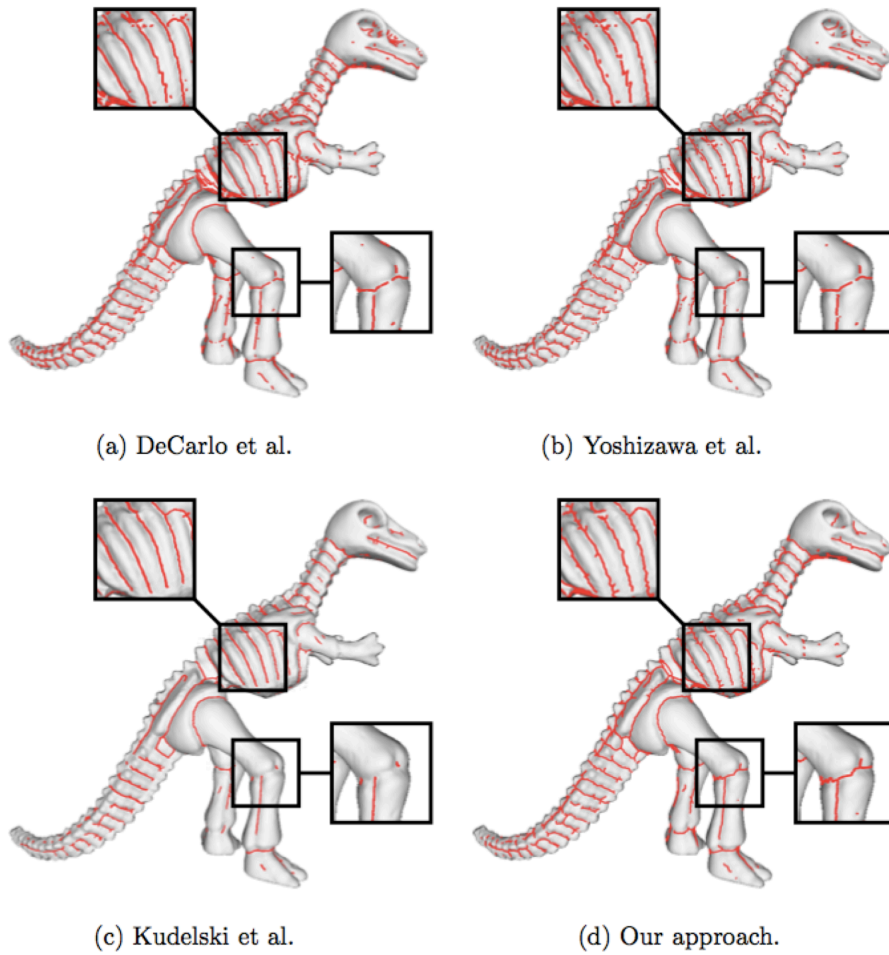 (a) DeCarlo et al.
(b) Yoshizawa et al.
(c) Kudelski et al.
(d) Our approach.